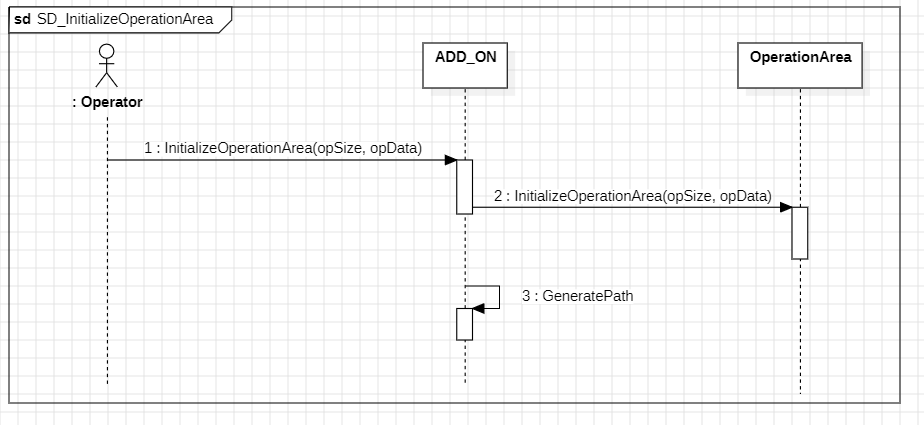 sd SD_InitializeOperationArea
: Operator
ADD_ON
OperationArea
1 : InitializeOperationArea(opSize, opData)
2 : InitializeOperationArea(opSize, opData)
3 : GeneratePath